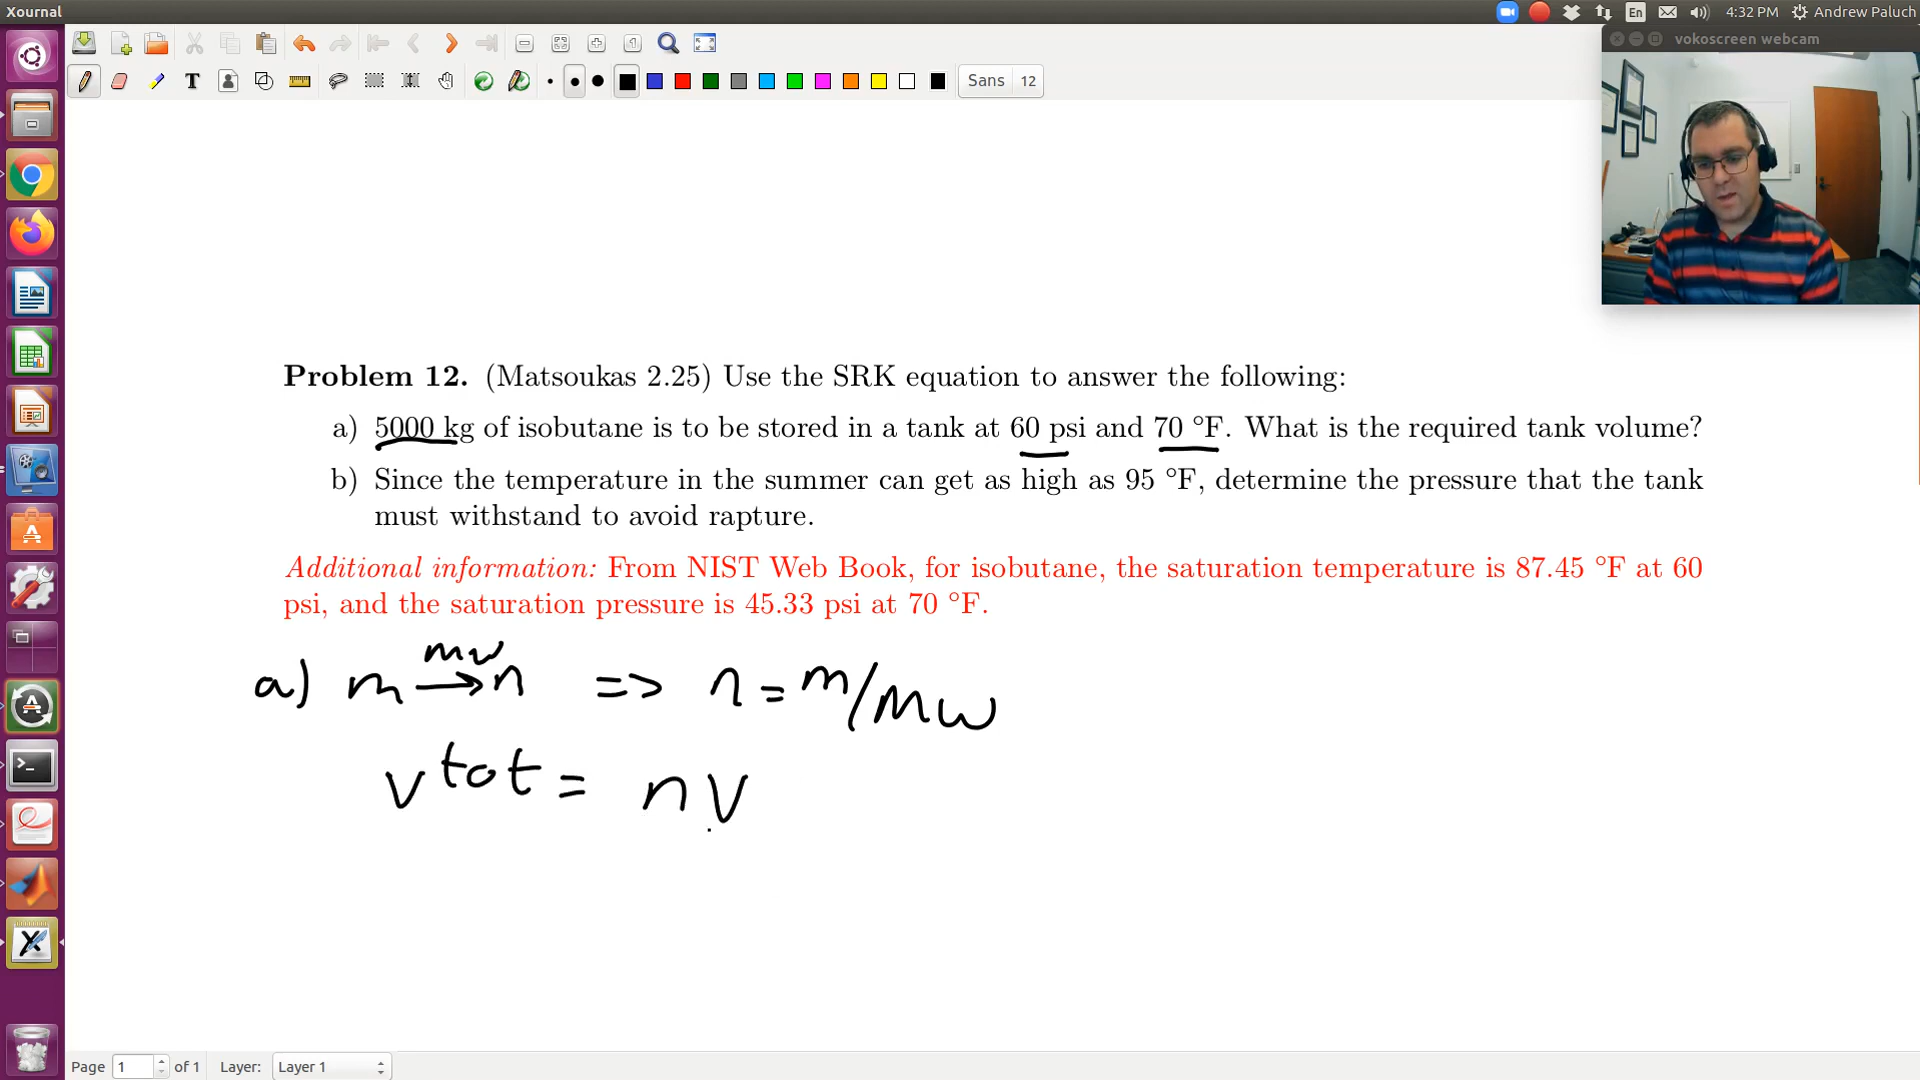 Xournal
En
4:32 PM
Andrew Paluch
vokoscreen webcam
Sans 12
Problem 12. (Matsoukas 2.25) Use the SRK equation to answer the following:
a) 5000 kg of isobutane is to be stored in a tank at 60 psi and 70 °F. What is the required tank volume?
b) Since the temperature in the summer can get as high as 95 °F, determine the pressure that the tank
must withstand to avoid rapture.
Additional information: From NIST Web Book, for isobutane, the saturation temperature is 87.45 °F at 60
psi, and the saturation pressure is 45.33 psi at 70 °F.
mw
a) m → n => n = m/MW
v^tot = n v
Page 1 of 1 Layer: Layer 1